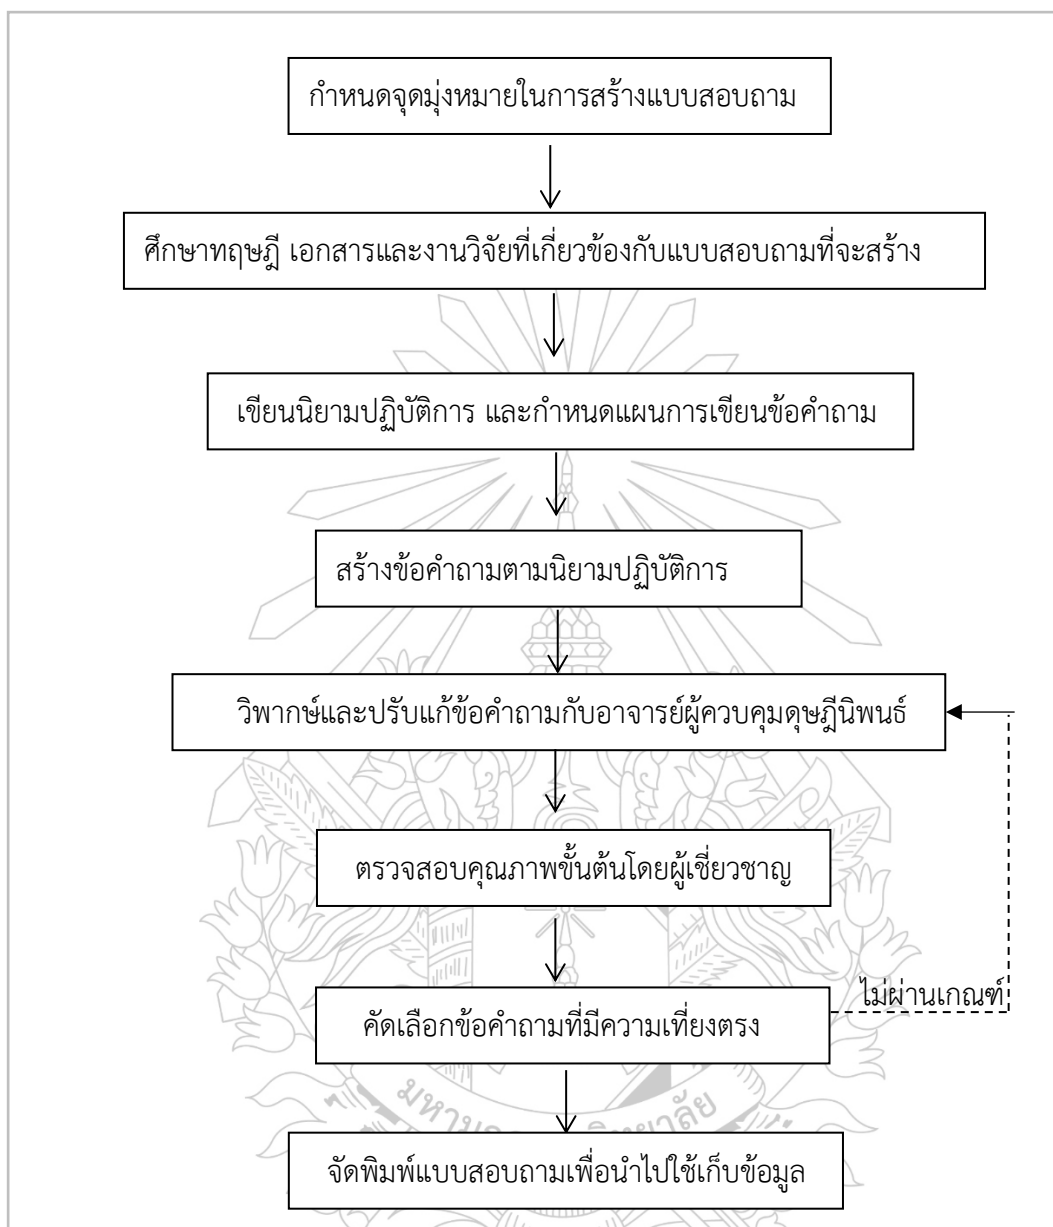 กำหนดจุดมุ่งหมายในการสร้างแบบสอบถาม
ศึกษาทฤษฎี เอกสารและงานวิจัยที่เกี่ยวข้องกับแบบสอบถามที่จะสร้าง
เขียนนิยามปฏิบัติการ และกำหนดแผนการเขียนข้อคำถาม
สร้างข้อคำถามตามนิยามปฏิบัติการ
วิพากษ์และปรับแก้ข้อคำถามกับอาจารย์ผู้ควบคุมดุษฎีนิพนธ์
ตรวจสอบคุณภาพขั้นต้นโดยผู้เชี่ยวชาญ
ไม่ผ่านเกณฑ์
คัดเลือกข้อคำถามที่มีความเที่ยงตรง
จัดพิมพ์แบบสอบถามเพื่อนำไปใช้เก็บข้อมูล